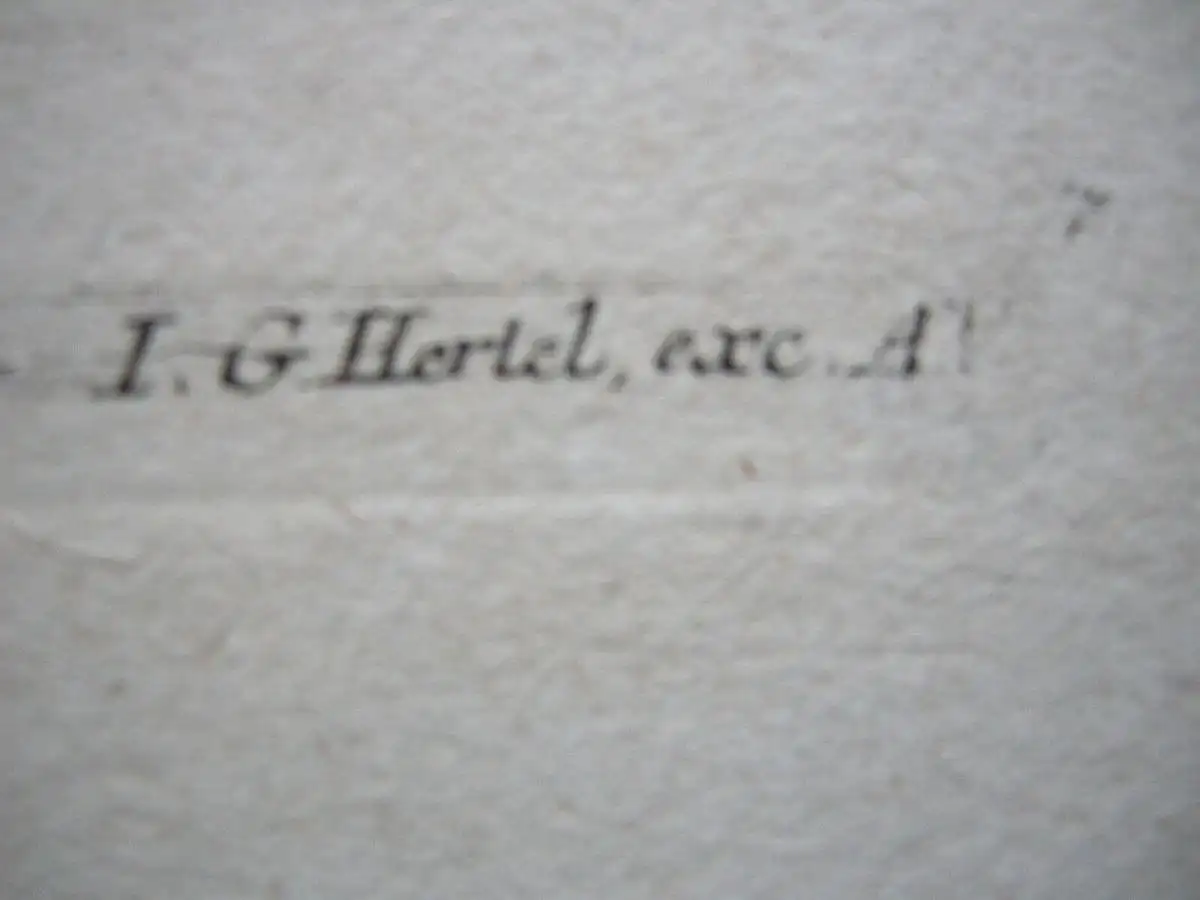 I. G Hertel, exc. A